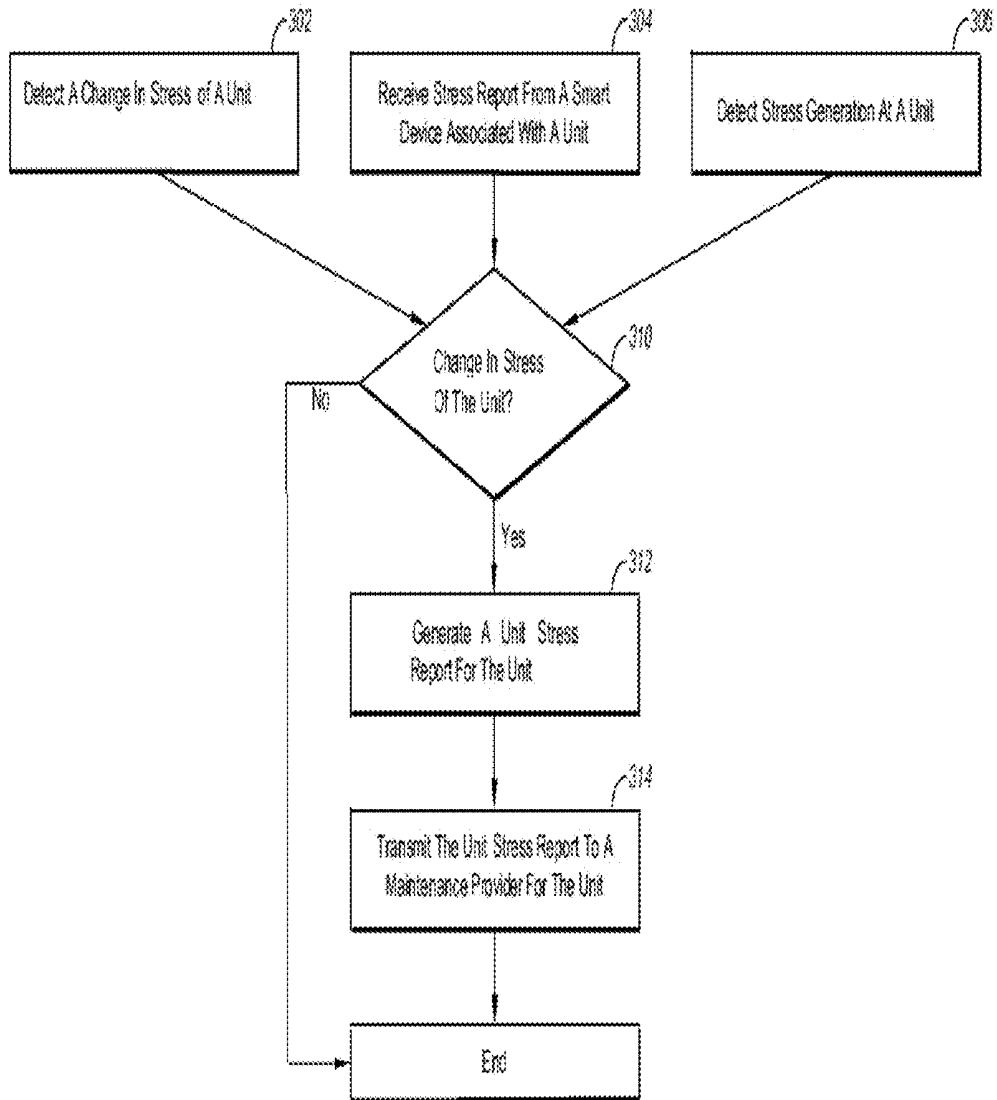 302
Detect A Change In Stress of A Unit
304
Receive Stress Report From A Smart
Device Associated With A Unit
306
Detect Stress Generation At A Unit
310
Change In Stress
Of The Unit?
No
Yes
312
Generate A Unit Stress
Report For The Unit
314
Transmit The Unit Stress Report To A
Maintenance Provider For The Unit
End